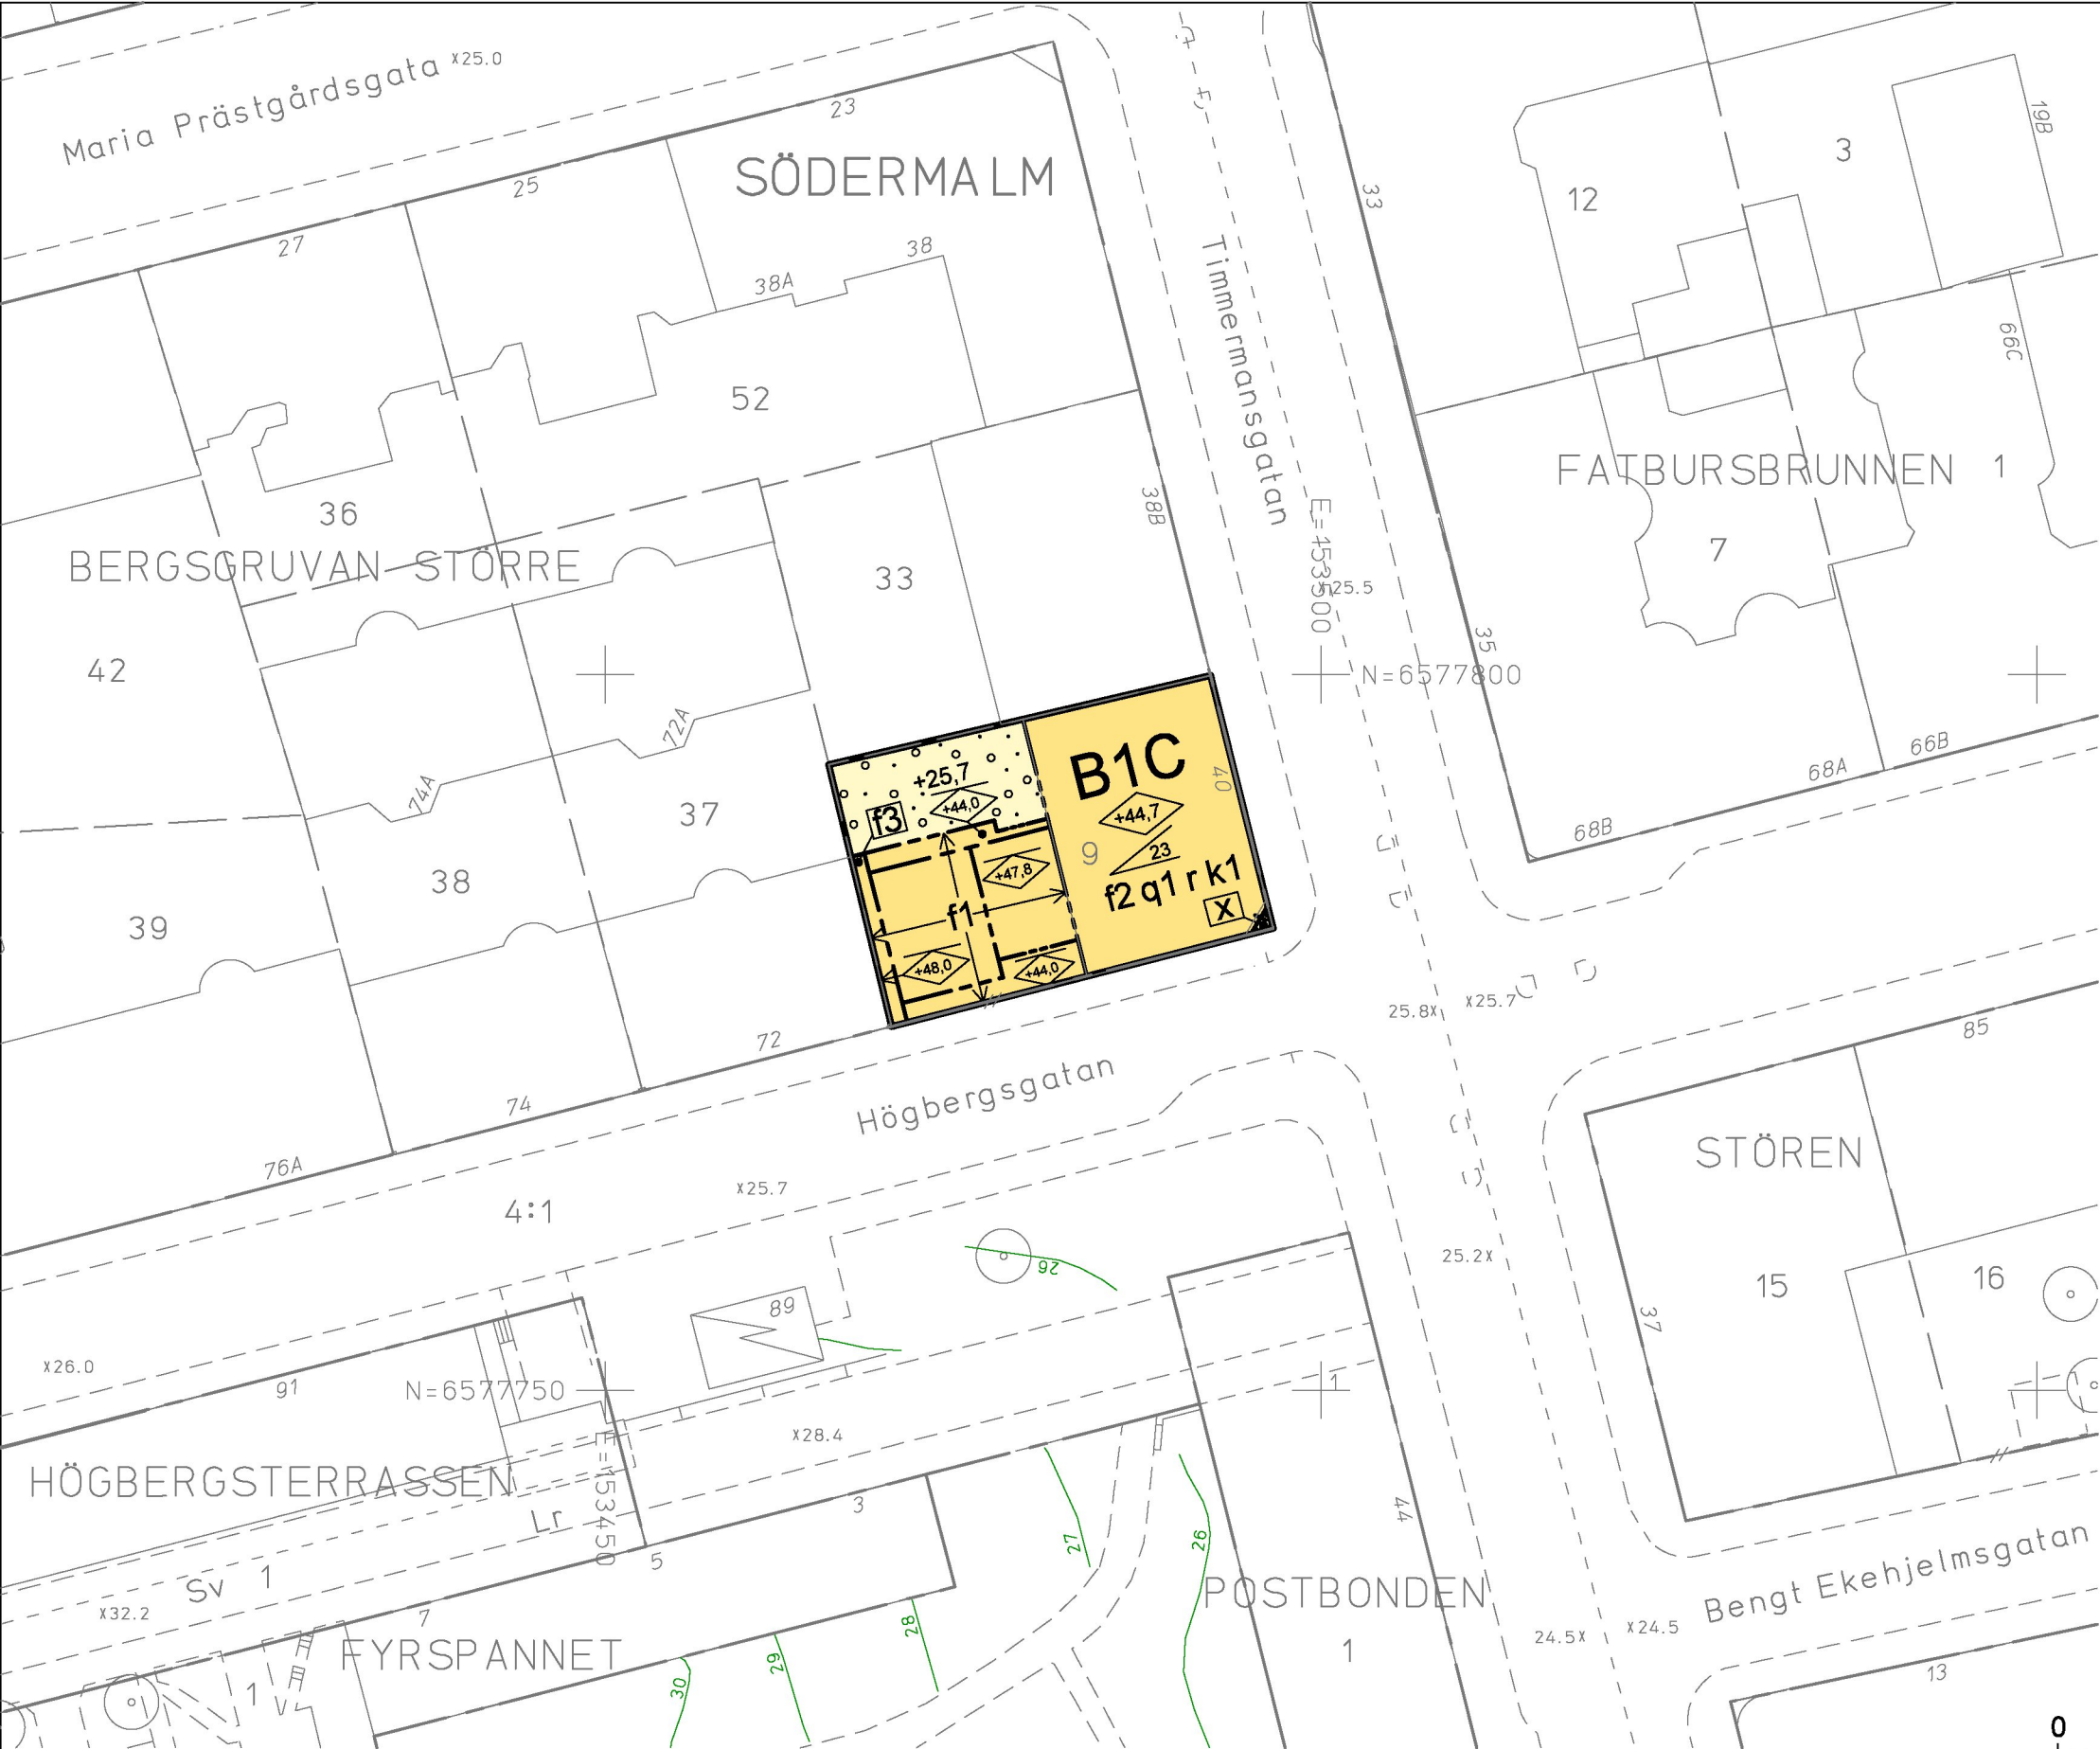 Maria Prästgårdsgata
x25.0
23
25
27
SÖDERMALM
38A
38
52
36
BERGSGRUVAN STÖRRE
42
33
38B
Timmermansgatan
E=153500
x25.5
N=6577800
33
35
12
3
19B
66C
FATBURSBRUNNEN
1
7
66B
68A
68B
74A
72A
37
38
39
+25,7
+44,0
f3
B1C
40
+44,7
9
23
f2 q1 r k1
X
+47,8
f1
+48,0
+44,0
72
74
76A
Högbergsgatan
25.8x
x25.7
85
4:1
x25.7
STÖREN
26
25.2x
15
16
37
89
x26.0
91
N=6577750
1
x28.4
HÖGBERGSTERRASSEN
E=153450
Lr
3
5
44
27
26
Sv 1
x32.2
7
FYRSPANNET
1
28
29
30
POSTBONDEN
1
Bengt Ekehjelmsgatan
24.5x
x24.5
13
0